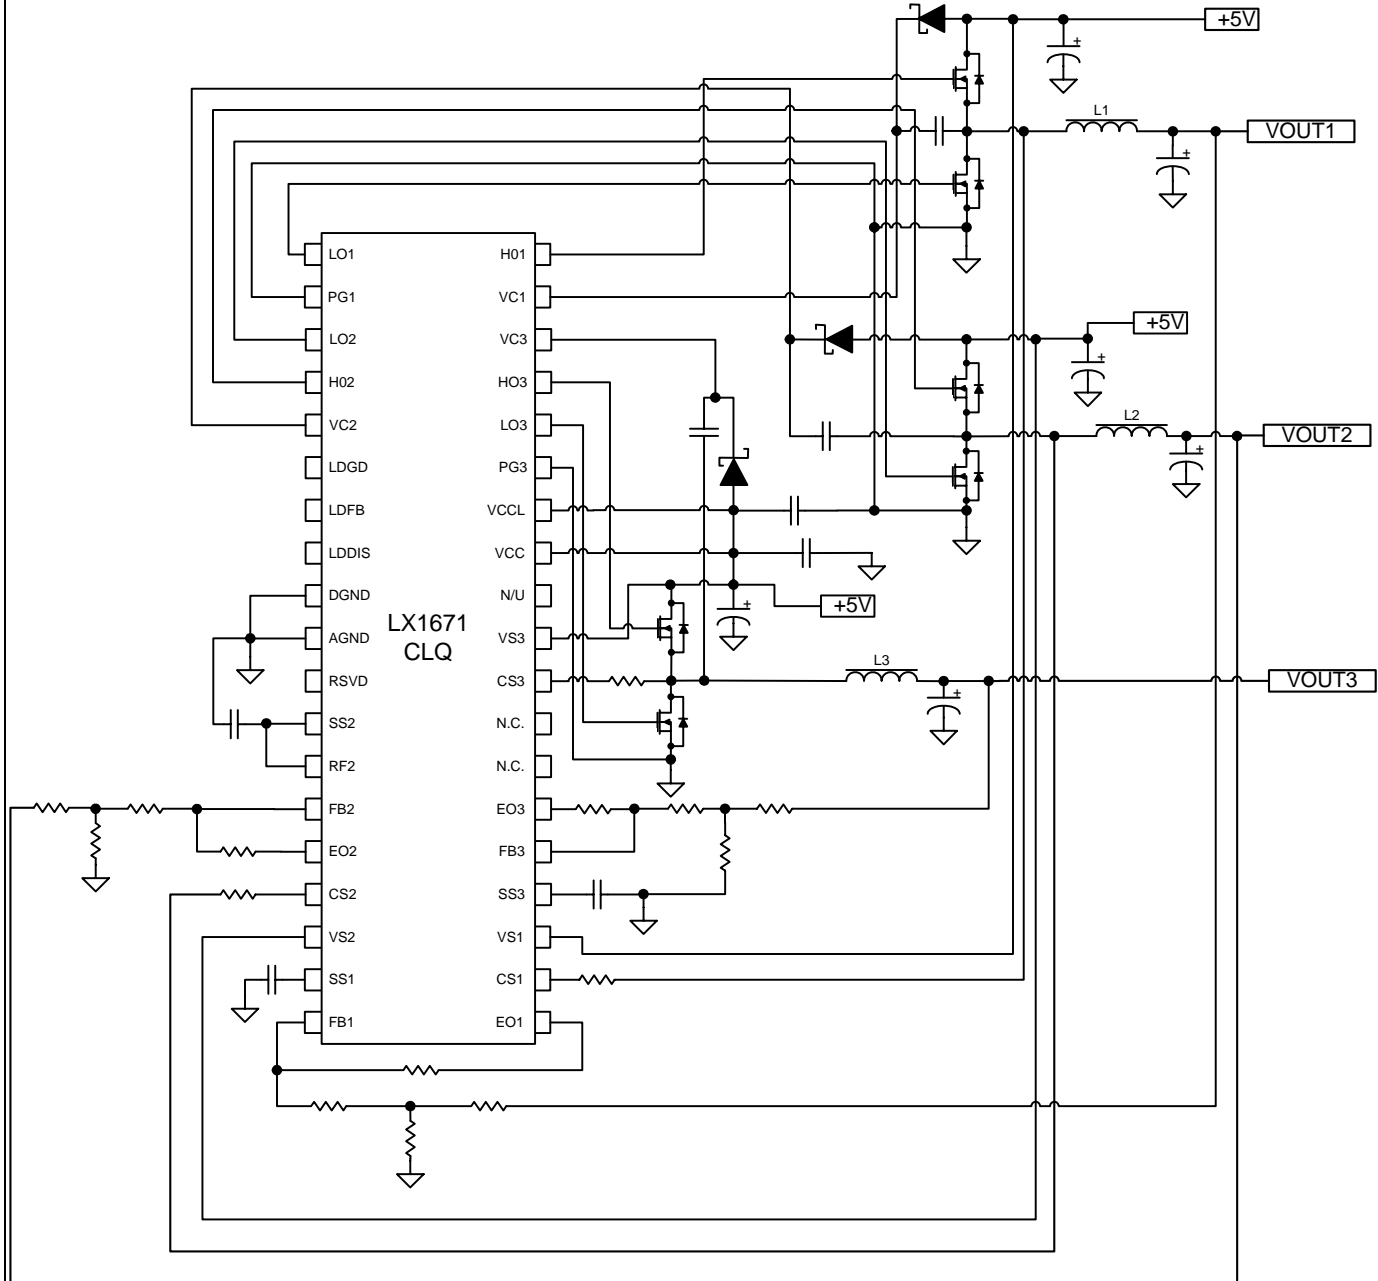 +5V
L1
VOUT1
LO1
H01
PG1
VC1
+5V
LO2
VC3
H02
HO3
L2
VC2
LO3
VOUT2
LDGD
PG3
LDFB
VCCL
LDDIS
VCC
DGND
N/U
+5V
LX1671
CLQ
AGND
VS3
L3
RSVD
CS3
VOUT3
SS2
N.C.
RF2
N.C.
FB2
EO3
EO2
FB3
CS2
SS3
VS2
VS1
SS1
CS1
FB1
EO1
+
+
+
+
+
+